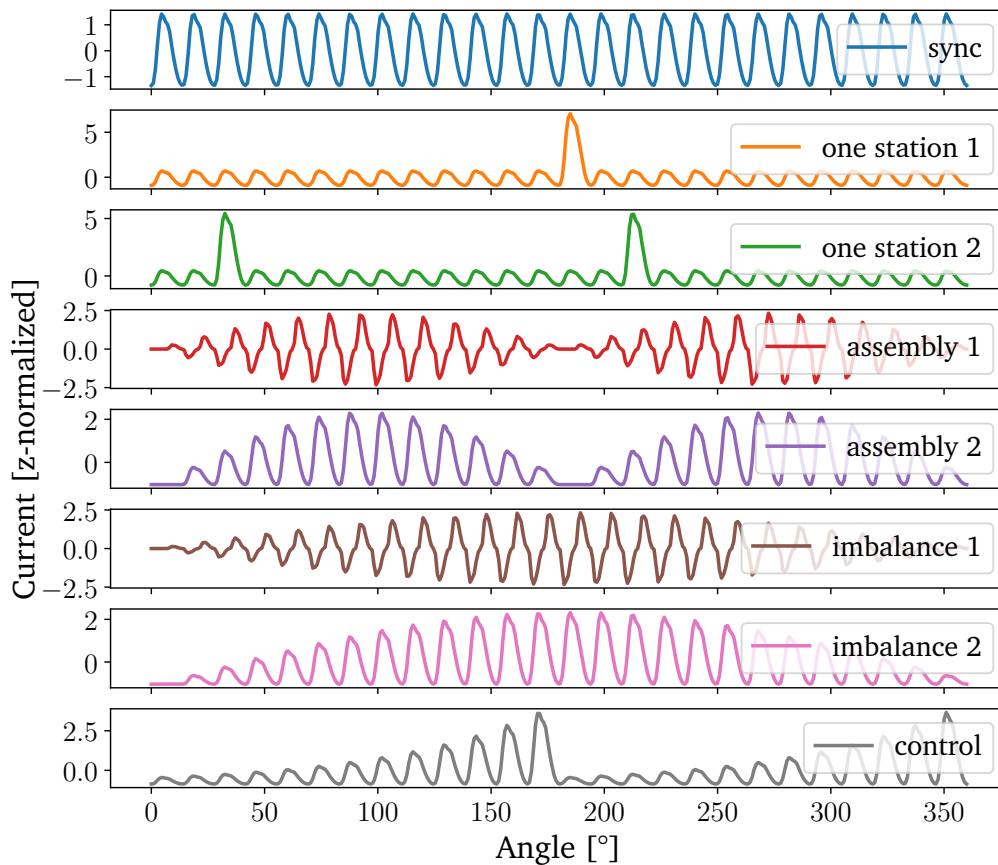 1
0
−1
sync
5
0
one station 1
5
0
one station 2
2.5
0.0
−2.5
assembly 1
2
0
assembly 2
2.5
0.0
−2.5
imbalance 1
2
0
imbalance 2
2.5
0.0
control
0 50 100 150 200 250 300 350
Angle [°]
Current [z-normalized]